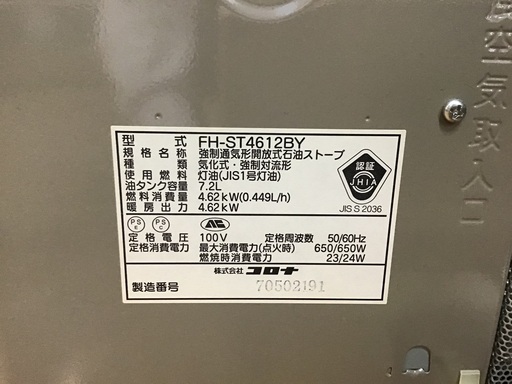 型式 FH-ST4612BY
規格名称 強制通気形開放式石油ストーブ
種類 気化式・強制対流形
使用燃料 灯油(JIS1号灯油)
油タンク容量 7.2L
燃料消費量 4.62kW(0.449L/h)
暖房出力 4.62kW
認証
JHIA
JIS S 2036
PS E
PS C
定格電圧 100V 定格周波数 50/60Hz
定格消費電力 最大消費電力(点火時) 650/650W
燃焼時消費電力 23/24W
株式会社 コロナ
製造番号 70502191
空気取入口